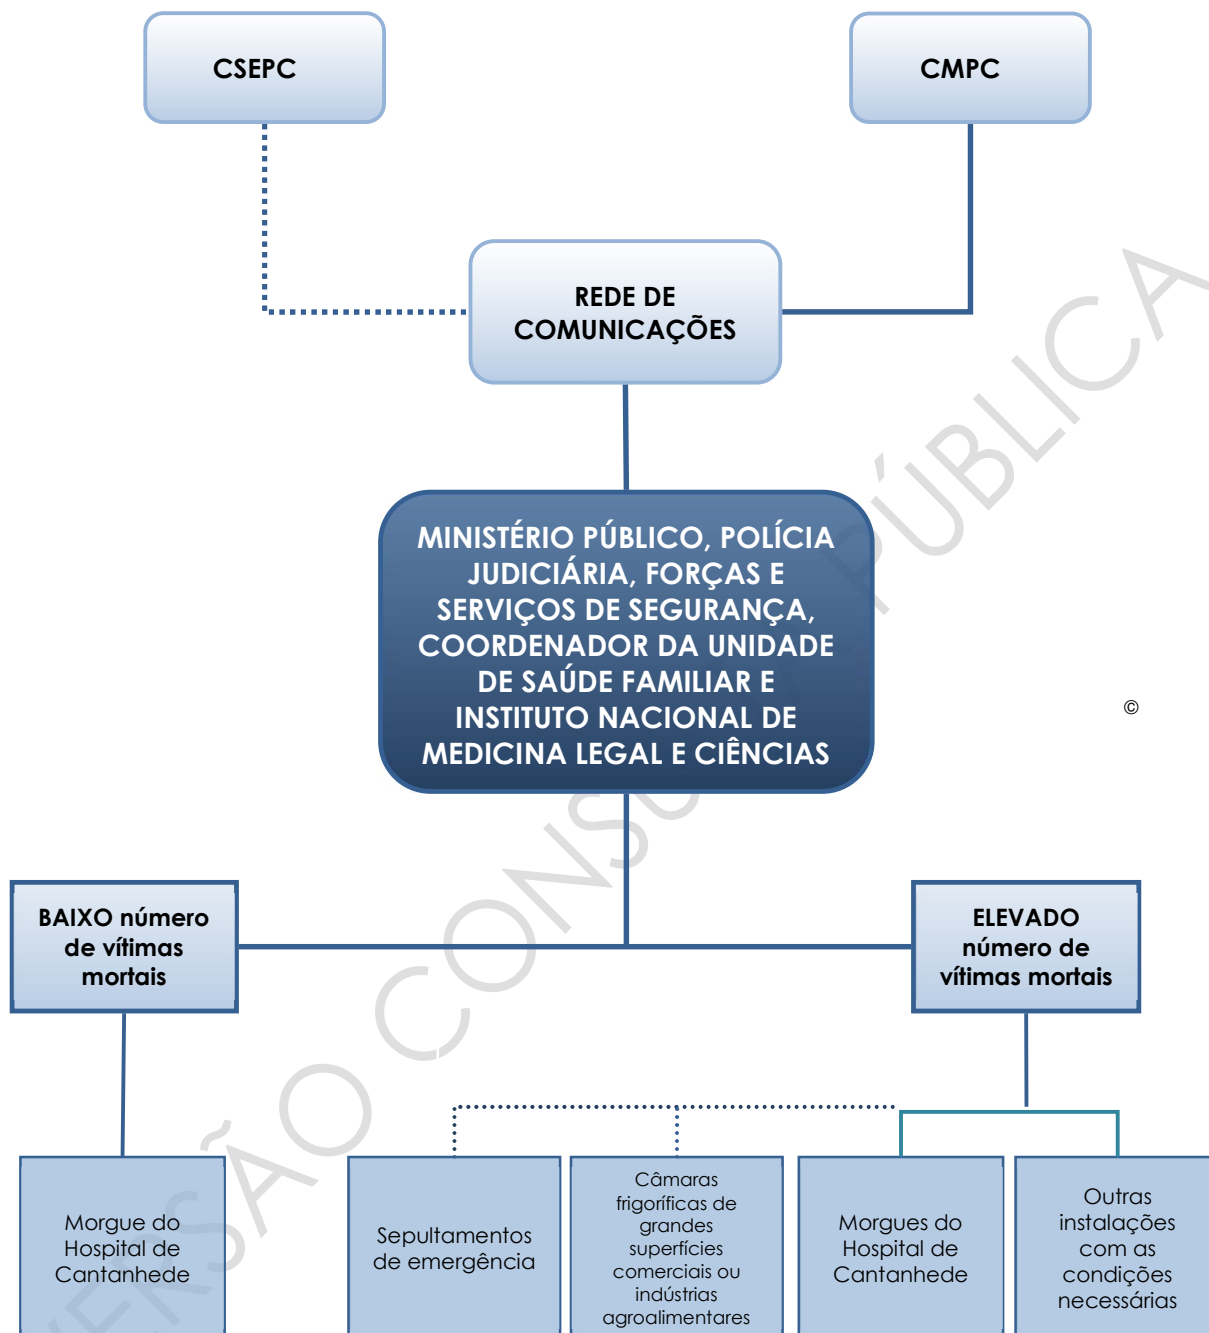 CSEPC
CMPC
REDE DE
COMUNICAÇÕES
MINISTÉRIO PÚBLICO, POLÍCIA
JUDICIÁRIA, FORÇAS E
SERVIÇOS DE SEGURANÇA,
COORDENADOR DA UNIDADE
DE SAÚDE FAMILIAR E
INSTITUTO NACIONAL DE
MEDICINA LEGAL E CIÊNCIAS
©
BAIXO número
de vítimas
mortais
ELEVADO
número de
vítimas mortais
Morgue do
Hospital de
Cantanhede
Sepultamentos
de emergência
Câmaras
frigoríficas de
grandes
superfícies
comerciais ou
indústrias
agroalimentares
Morgues do
Hospital de
Cantanhede
Outras
instalações
com as
condições
necessárias